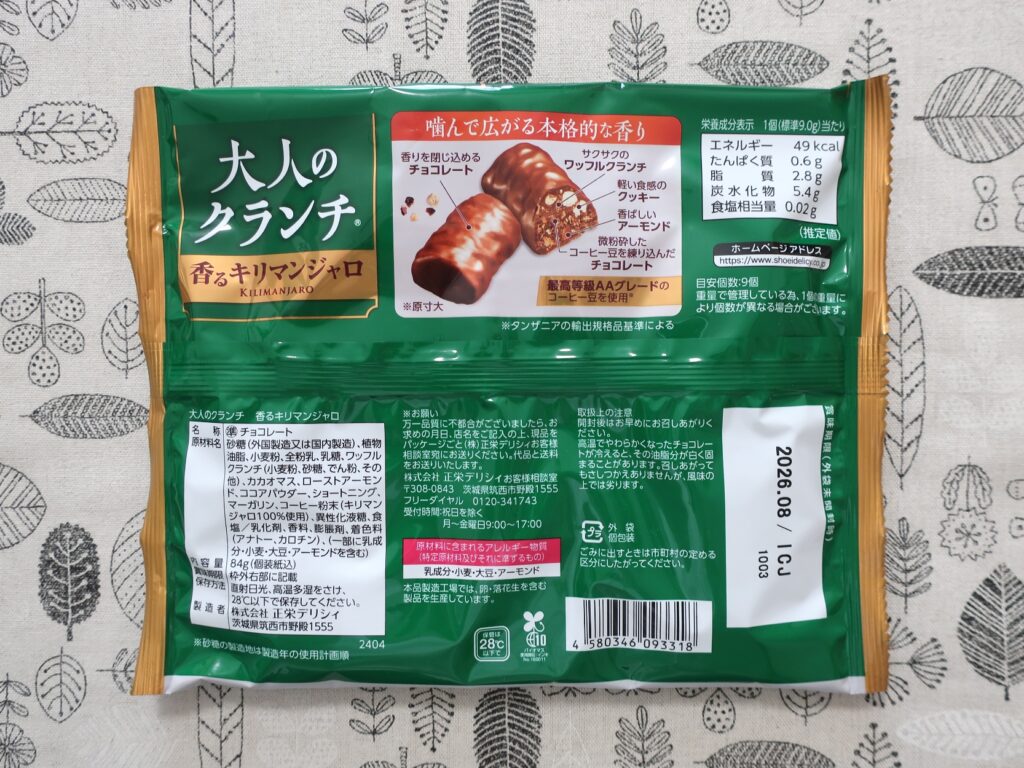 大人の
クランチ®
香るキリマンジャロ
KILIMANJARO
噛んで広がる本格的な香り
香りを閉じ込める
チョコレート
サクサクの
ワッフルクランチ
軽い食感の
クッキー
香ばしい
アーモンド
微粉砕した
コーヒー豆を練り込んだ
チョコレート
最高等級AAグレードの
コーヒー豆を使用※
※原寸大
※タンザニアの輸出規格品基準による
栄養成分表示 1個(標準9.0g)当たり
エネルギー 49kcal
たんぱく質 0.6g
脂質 2.8g
炭水化物 5.4g
食塩相当量 0.02g
(推定値)
ホームページアドレス
https://www.shoeidelicy.co.jp
目安個数:9個
重量で管理している為、1個重量に
より個数が異なる場合がございます。
大人のクランチ 香るキリマンジャロ
名称 チョコレート
原材料名 砂糖(外国製造又は国内製造)、植物
油脂、小麦粉、全粉乳、乳糖、ワッフル
クランチ(小麦粉、砂糖、でん粉、その
他)、カカオマス、ローストアーモン
ド、ココアパウダー、ショートニング、
マーガリン、コーヒー粉末(キリマン
ジャロ100%使用)、異性化液糖、食
塩/乳化剤、香料、膨脹剤、着色料
(アナトー、カロチン)、(一部に乳成
分・小麦・大豆・アーモンドを含む)
内容量 84g(個装紙込)
賞味期限 枠外右部に記載
保存方法 直射日光、高温多湿をさけ、
28℃以下で保存してください。
製造者 株式会社 正栄デリシィ
茨城県筑西市野殿1555
※砂糖の製造地は製造年の使用計画順
2404
※お願い
万一品質に不都合がございましたら、お
求めの月日、店名をご記入の上、現品を
パッケージごと(株)正栄デリシィお客様
相談室宛にお送りください。代品と送料
をお送りいたします。
株式会社 正栄デリシィお客様相談室
〒308-0843 茨城県筑西市野殿1555
フリーダイヤル 0120-341743
受付時間:祝日を除く
月～金曜日9:00～17:00
原材料に含まれるアレルギー物質
(特定原材料及びそれに準ずるもの)
乳成分・小麦・大豆・アーモンド
本品製造工場では、卵・落花生を含む
製品を生産しています。
保管は
28℃
以下で
10
バイオマス
取扱上の注意
開封後はお早めにお召しあがりく
ださい。
高温でやわらかくなったチョコレー
トが冷えると、その油脂分が白く固
まることがあります。召しあがって
もさしつかえありませんが、風味の
上では劣ります。
プラ
外袋
個包装
ごみに出すときは市町村の定める
区分にしたがってください。
4 580346 093318
賞味期限(外袋未開封時)
2026.08/ICJ
1003